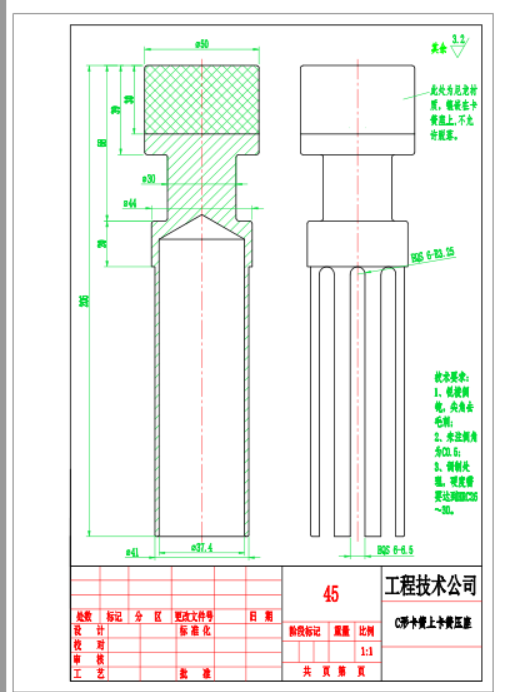 ø50
其余 3.2
此处为尼龙材
质，镶嵌在卡
簧座上，不允
许脱落。
30
ø30
ø44
EQS 6-R3.25
技术要求：
1、锐棱倒
钝，尖角去
毛刺；
2、未注倒角
为C0.5；
3、调制处
理，硬度需
要达到HRC25
～30。
ø41
ø37.4
EQS 6-6.5
45
工程技术公司
C形卡簧上卡簧压座
处数 标记 分 区 更改文件号 日 期
设 计 标 准 化
校 对
审 核
工 艺 批 准
阶段标记 重量 比例
1:1
共 页 第 页